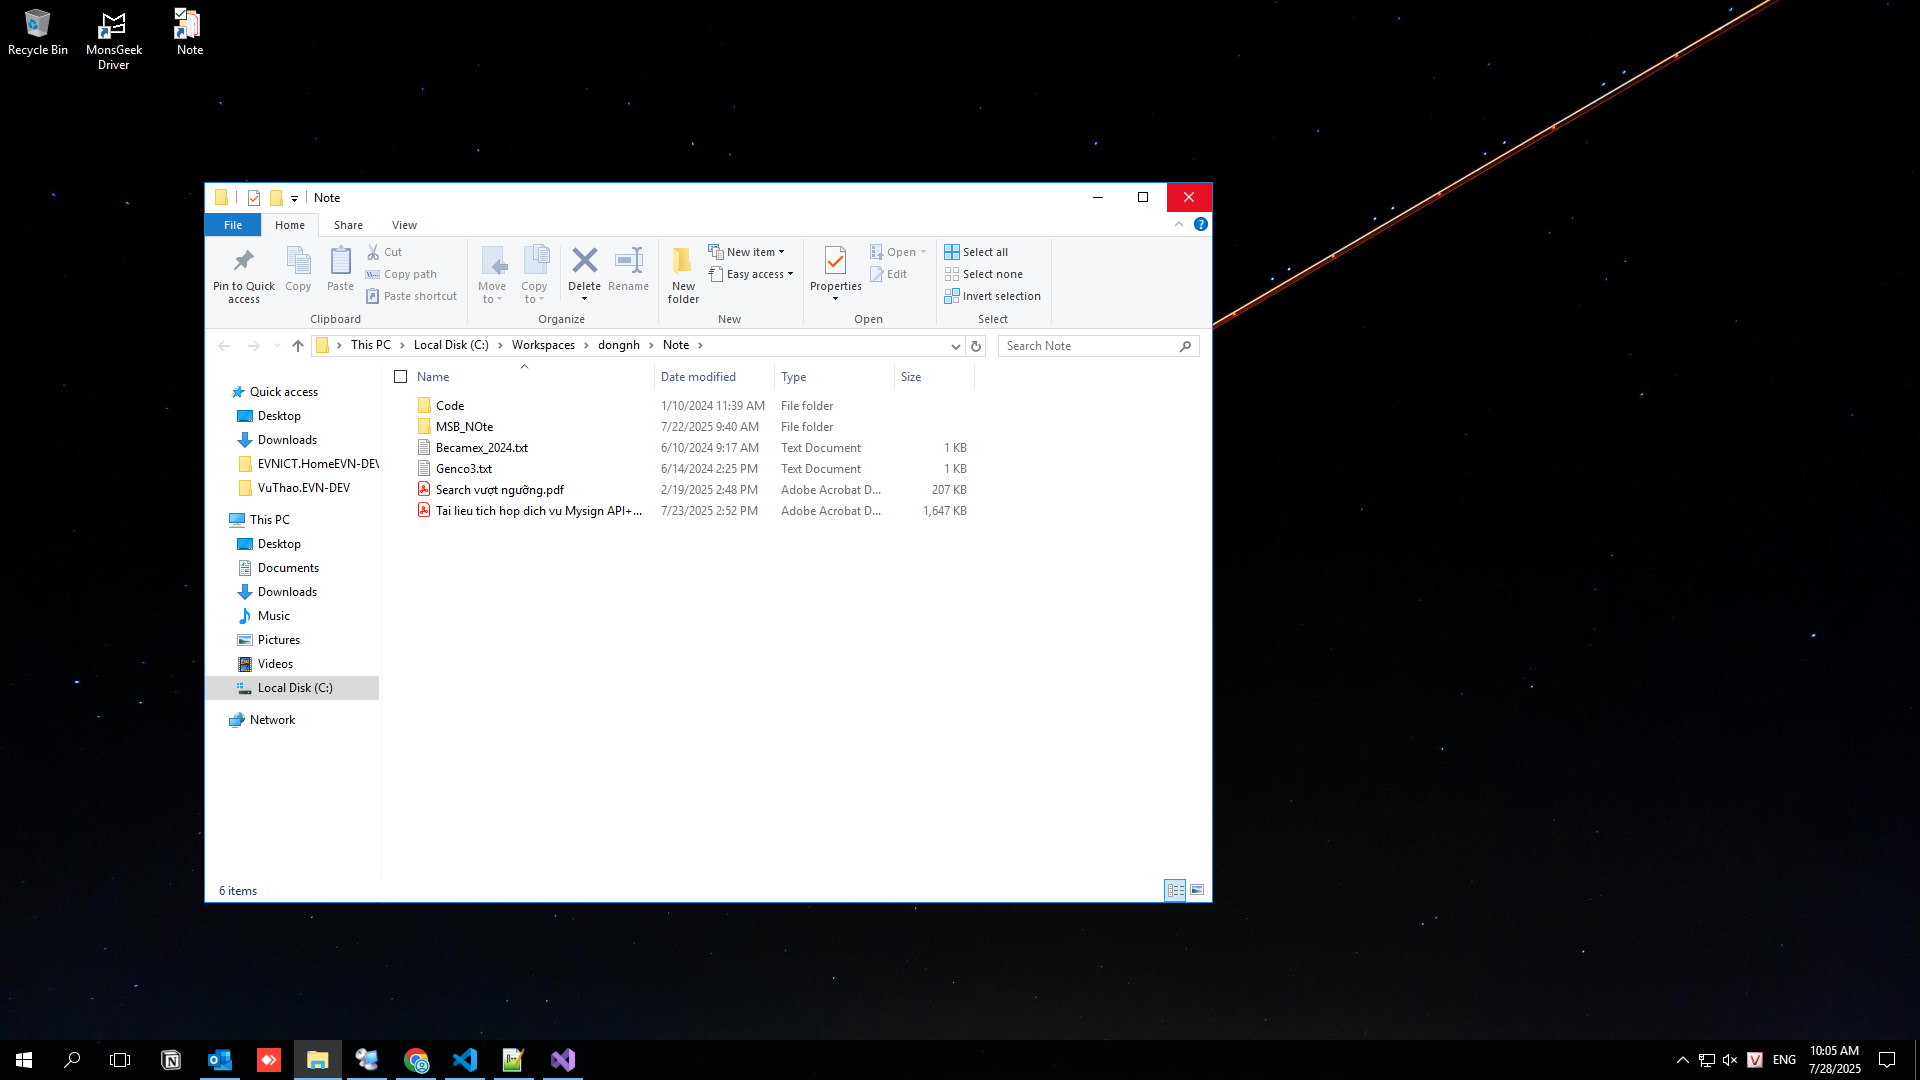 Recycle Bin
MonsGeek
Driver
Note
Note
File
Home
Share
View
Pin to Quick
access
Copy
Paste
Cut
Copy path
Paste shortcut
Clipboard
Move
to
Copy
to
Delete
Rename
Organize
New
folder
New item
Easy access
New
Properties
Open
Edit
Open
Select all
Select none
Invert selection
Select
This PC > Local Disk (C:) > Workspaces > dongnh > Note >
Search Note
Quick access
Desktop
Downloads
EVNICT.HomeEVN-DEV
VuThao.EVN-DEV
This PC
Desktop
Documents
Downloads
Music
Pictures
Videos
Local Disk (C:)
Network
Name Date modified Type Size
Code 1/10/2024 11:39 AM File folder
MSB_NOte 7/22/2025 9:40 AM File folder
Becamex_2024.txt 6/10/2024 9:17 AM Text Document 1 KB
Genco3.txt 6/14/2024 2:25 PM Text Document 1 KB
Search vượt ngưỡng.pdf 2/19/2025 2:48 PM Adobe Acrobat D... 207 KB
Tai lieu tich hop dich vu Mysign API+... 7/23/2025 2:52 PM Adobe Acrobat D... 1,647 KB
6 items
ENG
10:05 AM
7/28/2025